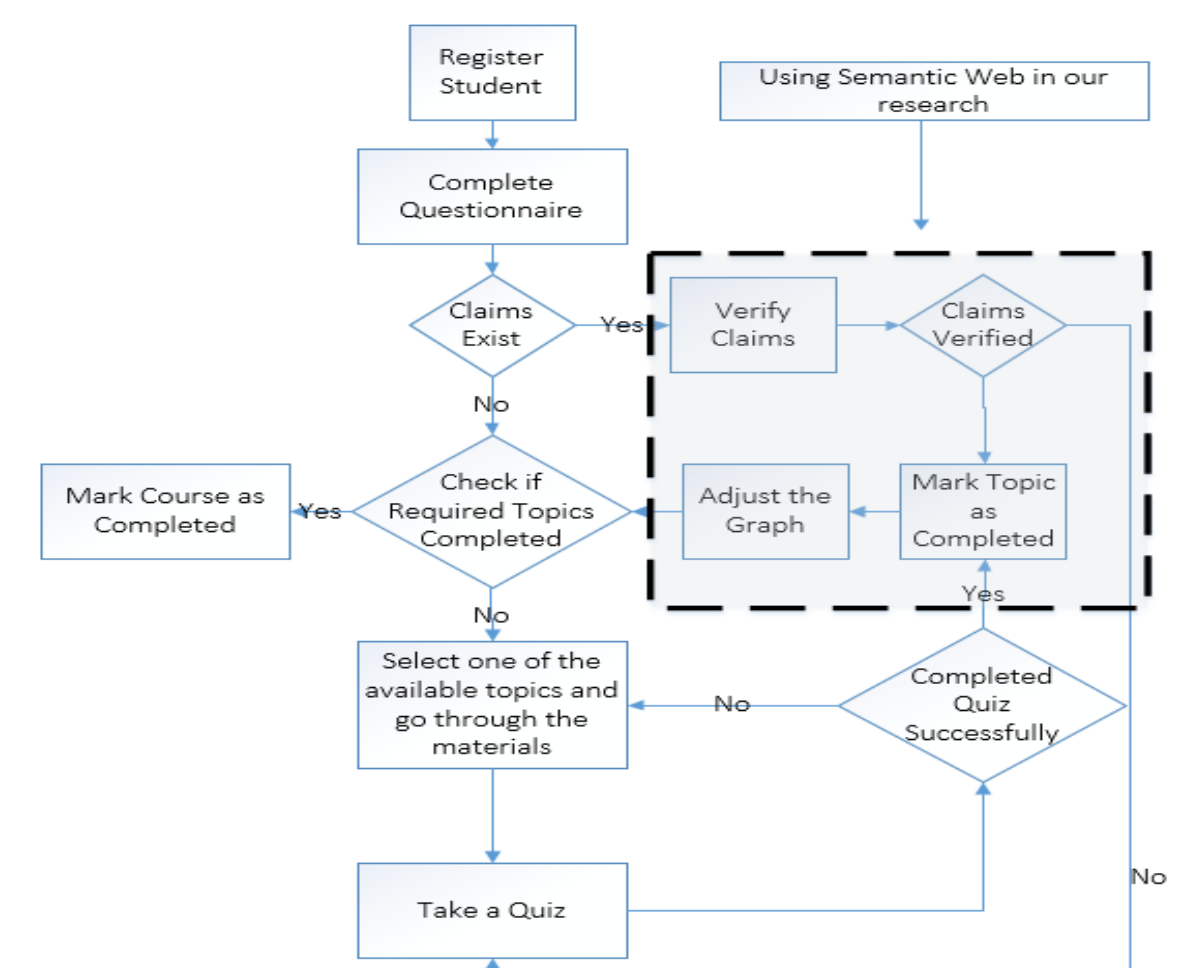 Register
Student
Using Semantic Web in our
research
Complete
Questionnaire
Claims
Exist
Yes
Verify
Claims
Claims
Verified
No
Mark Course as
Completed
Yes
Check if
Required Topics
Completed
Adjust the
Graph
Mark Topic
as
Completed
Yes
No
Select one of the
available topics and
go through the
materials
No
Completed
Quiz
Successfully
No
Take a Quiz